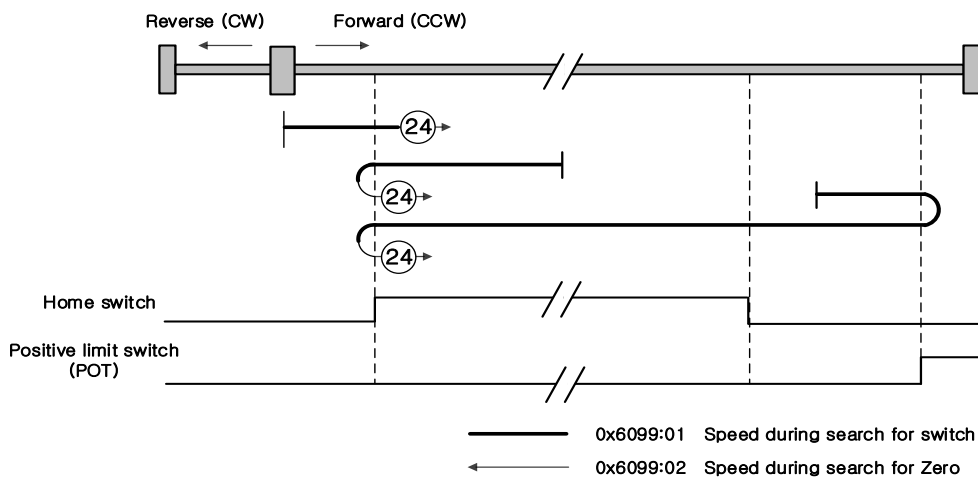 Reverse (CW)
Forward (CCW)
24
24
24
Home switch
Positive limit switch
(POT)
0x6099:01 Speed during search for switch
0x6099:02 Speed during search for Zero